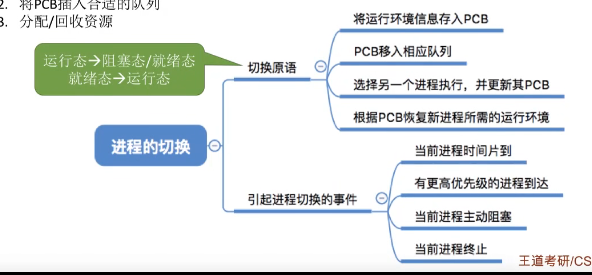 2. 将PCB插入合适的队列
3. 分配/回收资源
运行态→阻塞态/就绪态
就绪态→运行态
进程的切换
切换原语
将运行环境信息存入PCB
PCB移入相应队列
选择另一个进程执行，并更新其PCB
根据PCB恢复新进程所需的运行环境
引起进程切换的事件
当前进程时间片到
有更高优先级的进程到达
当前进程主动阻塞
当前进程终止
王道考研/CS